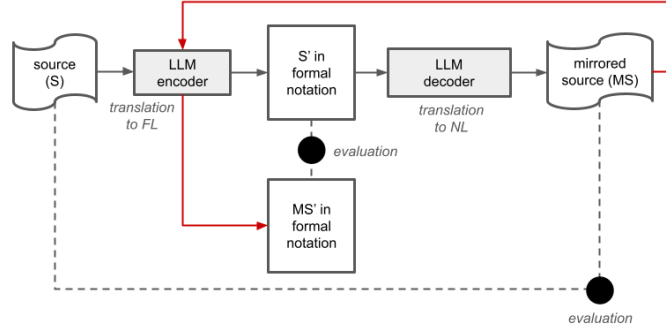 source
(S)
LLM
encoder
translation
to FL
S' in
formal
notation
LLM
decoder
translation
to NL
mirrored
source (MS)
evaluation
MS' in
formal
notation
evaluation